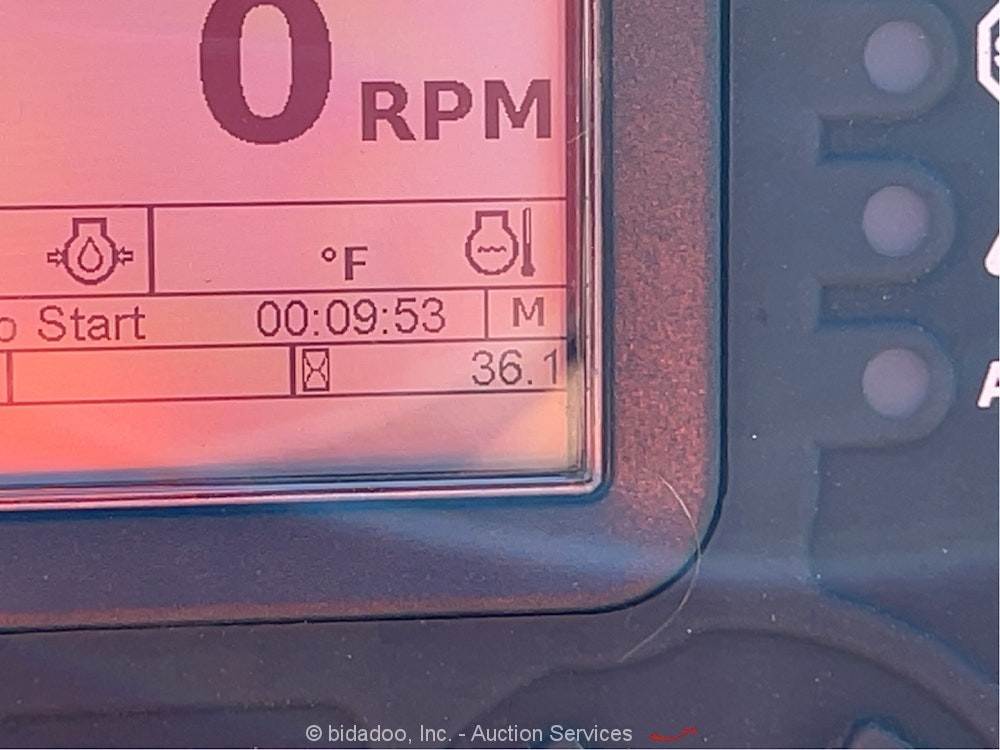 0 RPM
°F
Start 00:09:53 M
36.1
© bidadoo, Inc. - Auction Services